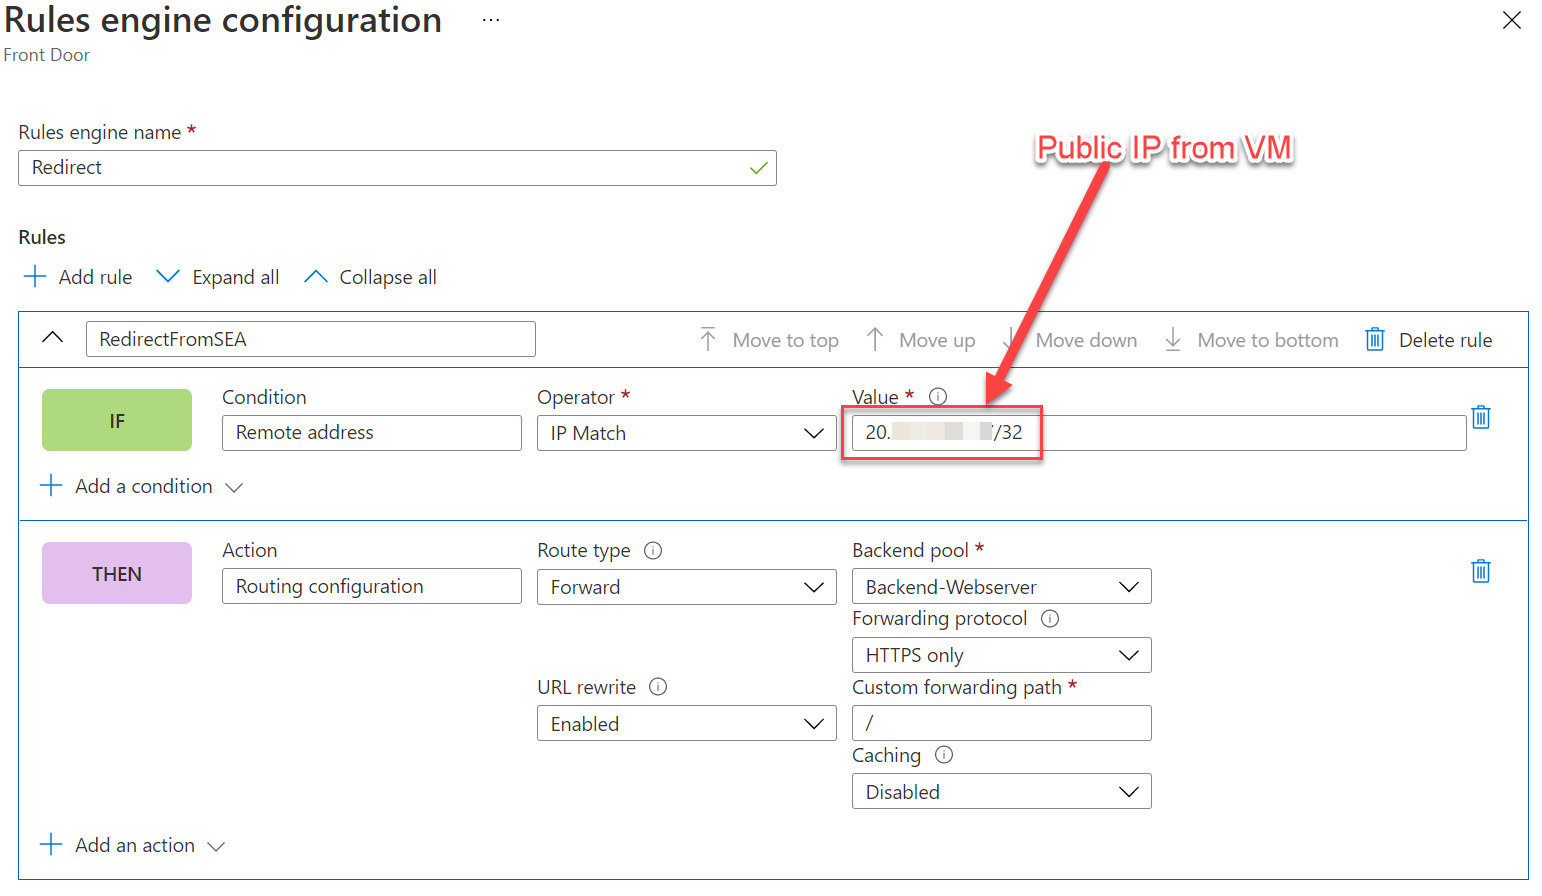 Rules engine configuration ...
Front Door
Rules engine name *
Redirect
Public IP from VM
Rules
Add rule Expand all Collapse all
RedirectFromSEA Move to top Move up Move down Move to bottom Delete rule
IF Condition Operator * Value *
Remote address IP Match 20. /32
Add a condition
THEN Action Route type Backend pool *
Routing configuration Forward Backend-Webserver
Forwarding protocol
HTTPS only
URL rewrite Custom forwarding path *
Enabled /
Caching
Disabled
Add an action